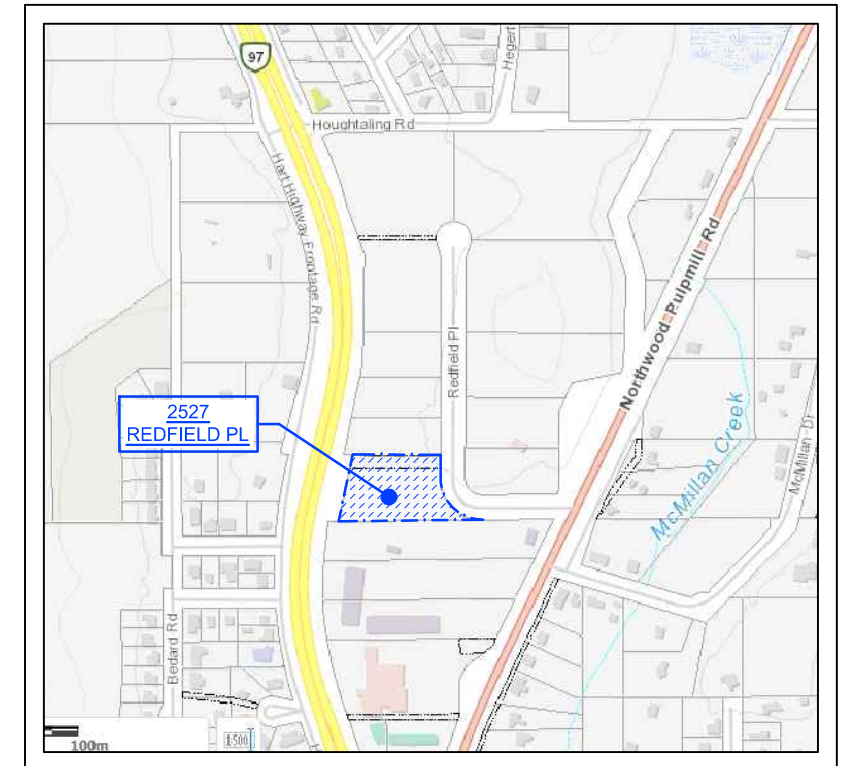 97
Hegert
Houghtaling Rd
Hart Highway Frontage Rd
Northwood Pulpmill Rd
Redfield Pl
2527
REDFIELD PL
McMillan Creek
McMillan Dr
Bedard Rd
100m